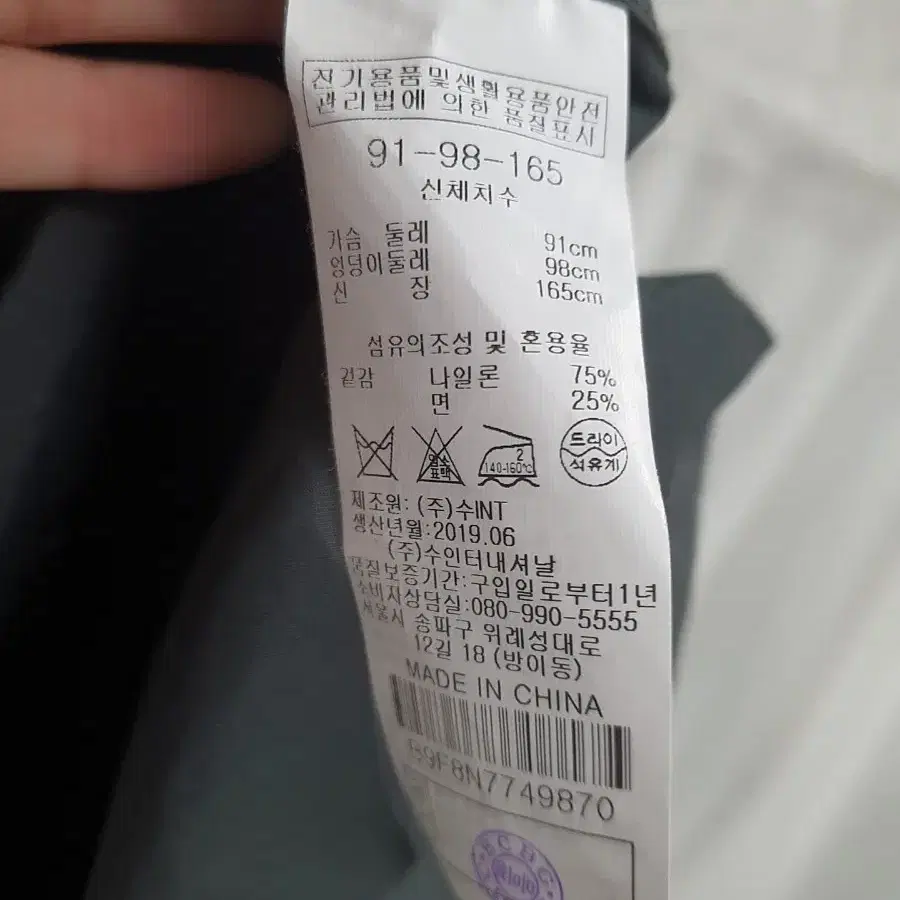 전기용품및생활용품안전
관리법에 의한 품질표시
91-98-165
신체치수
가슴 둘레 91cm
엉덩이둘레 98cm
신 장 165cm
섬유의조성 및 혼용율
겉감 나일론 75%
면 25%
염소
표백
2
140-160℃
드라이
석유계
제조원: (주)수INT
생산년월:2019.06
(주)수인터내셔날
품질보증기간:구입일로부터1년
소비자상담실:080-990-5555
서울시 송파구 위례성대로
12길 18 (방이동)
MADE IN CHINA
B9F8N7749870
BCBG